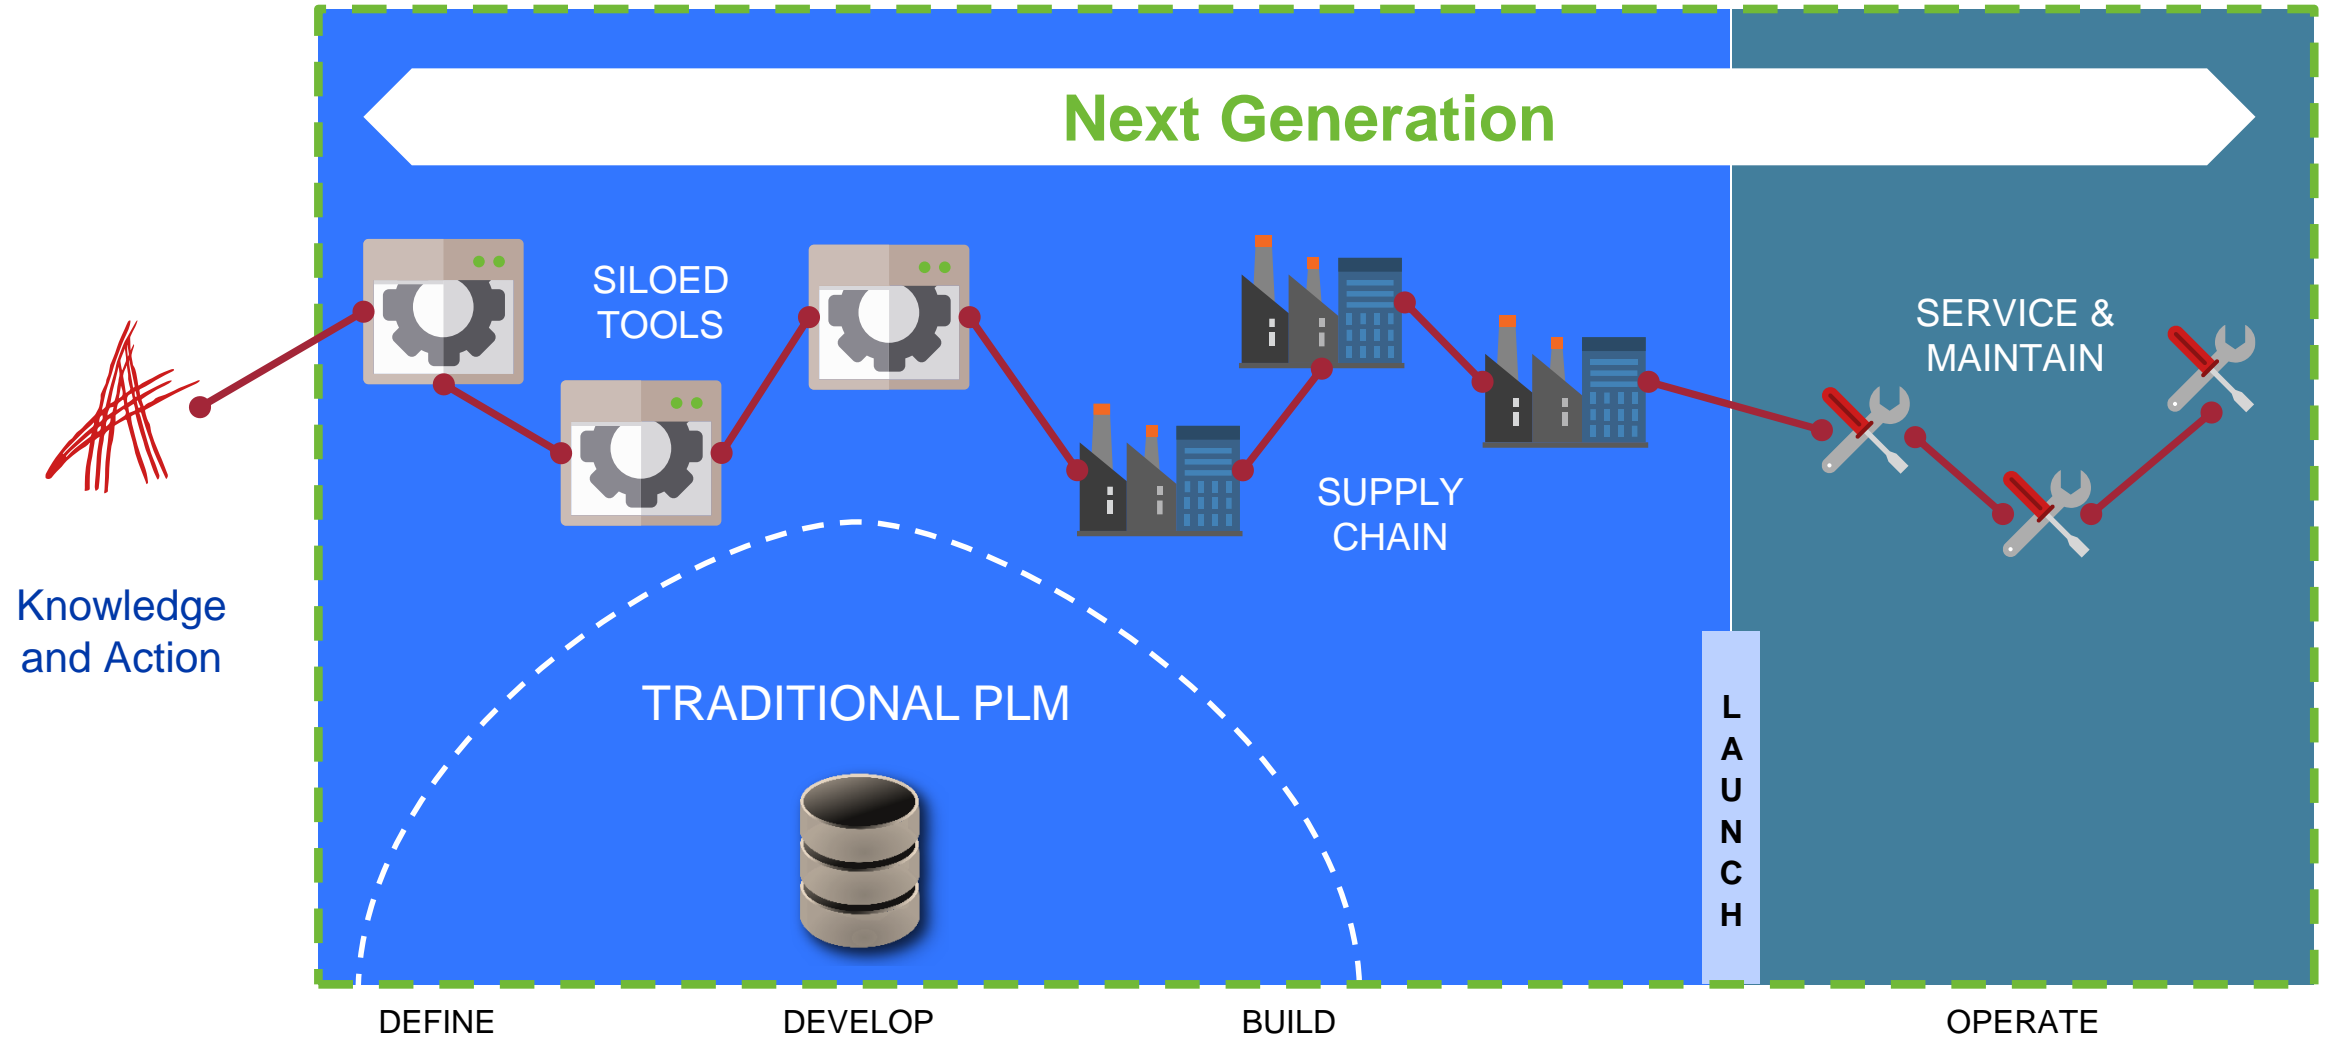 Next Generation
SILOED
TOOLS
SERVICE &
MAINTAIN
SUPPLY
CHAIN
Knowledge
and Action
TRADITIONAL PLM
L
A
U
N
C
H
DEFINE
DEVELOP
BUILD
OPERATE